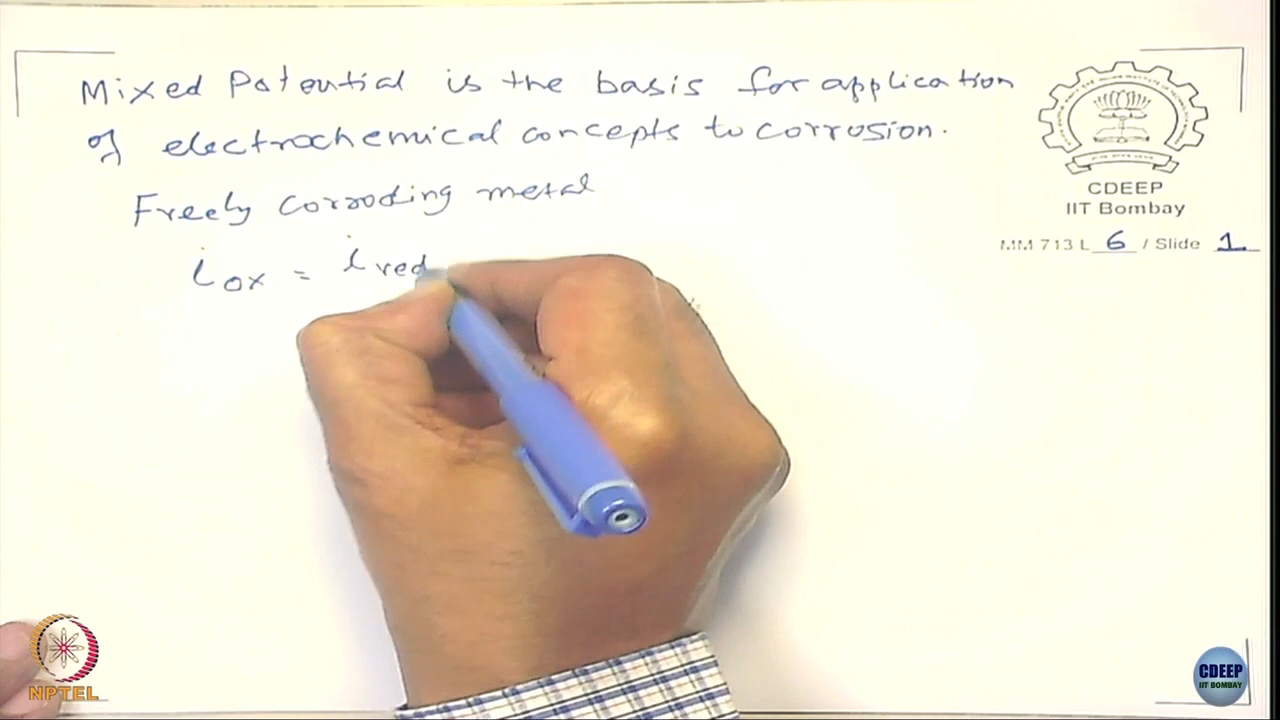 Mixed Potential is the basis for application
of electrochemical concepts to corrosion.
Freely corroding metal
iox = ired
CDEEP
IIT Bombay
MM 713 L 6 / Slide 1
NPTEL
CDEEP
IIT BOMBAY